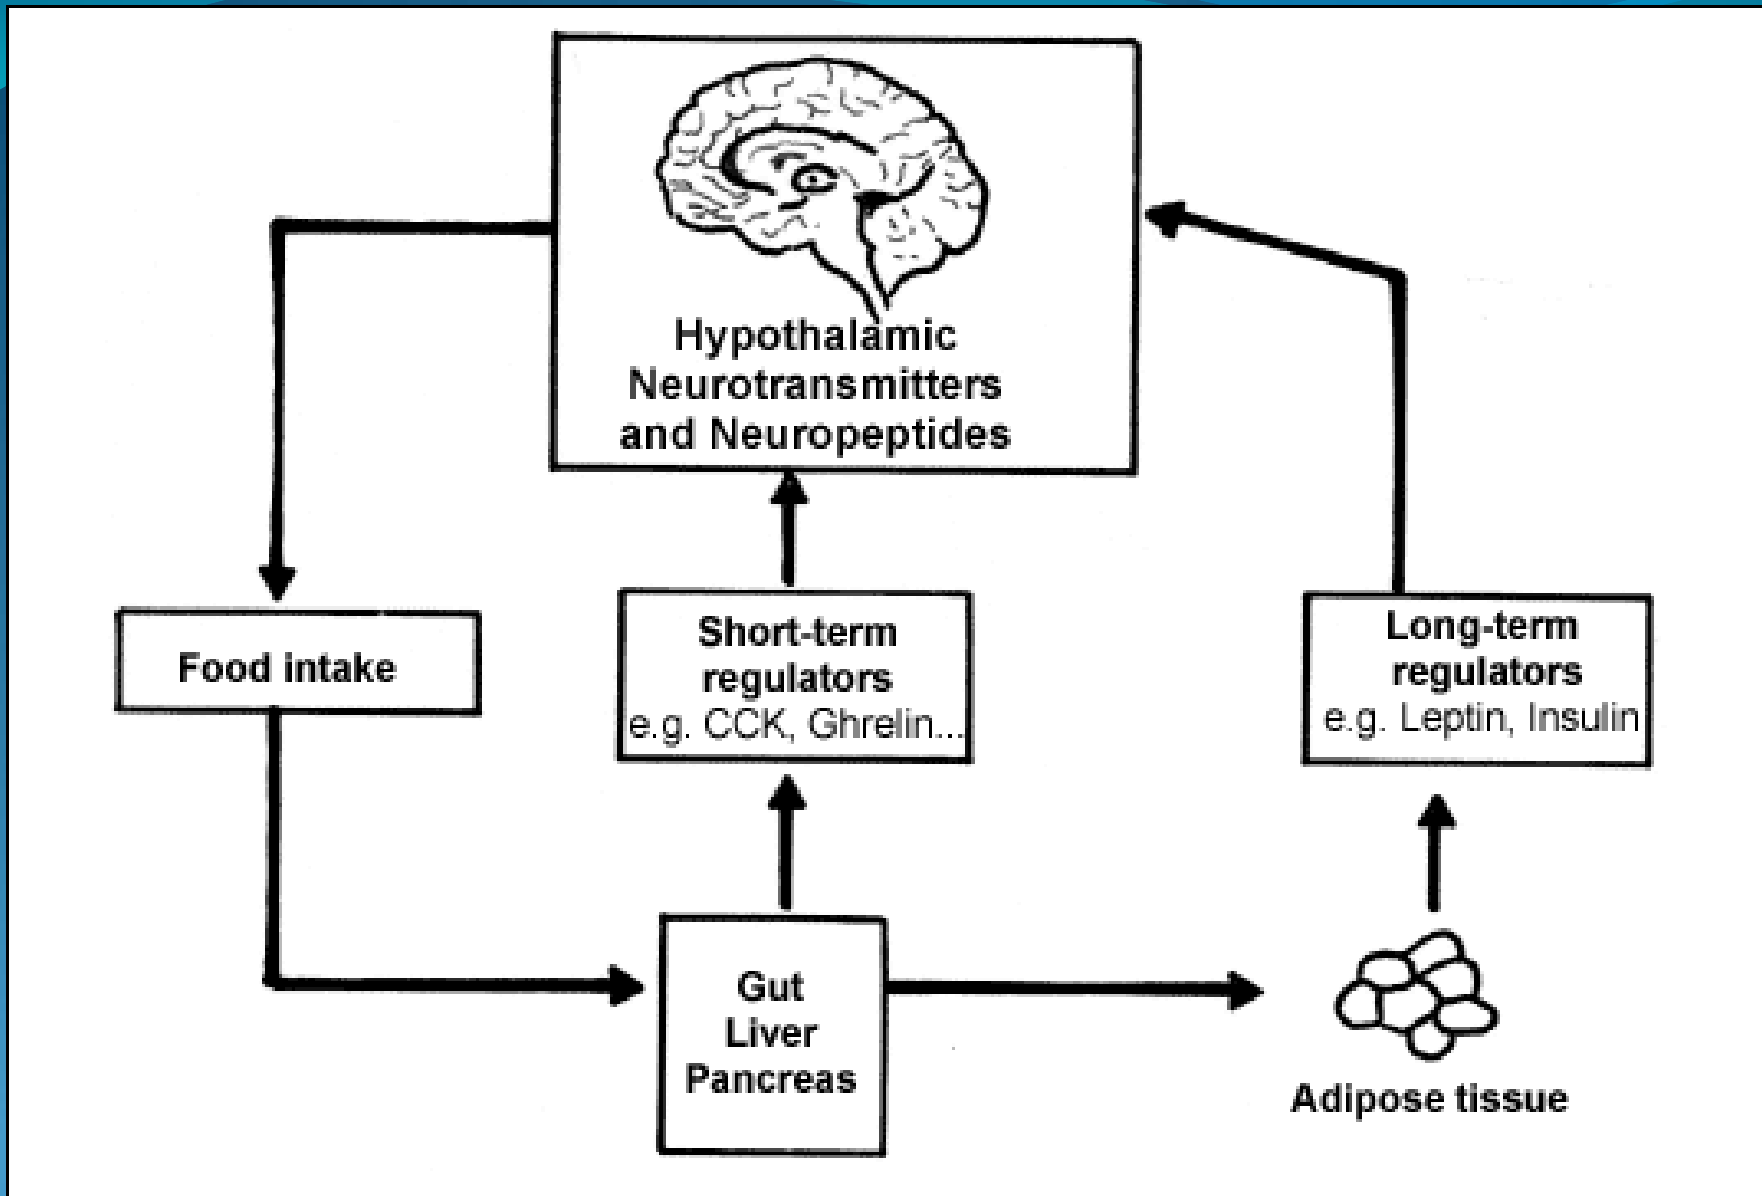 Hypothalamic
Neurotransmitters
and Neuropeptides
Food intake
Short-term
regulators
e.g. CCK, Ghrelin...
Long-term
regulators
e.g. Leptin, Insulin
Gut
Liver
Pancreas
Adipose tissue